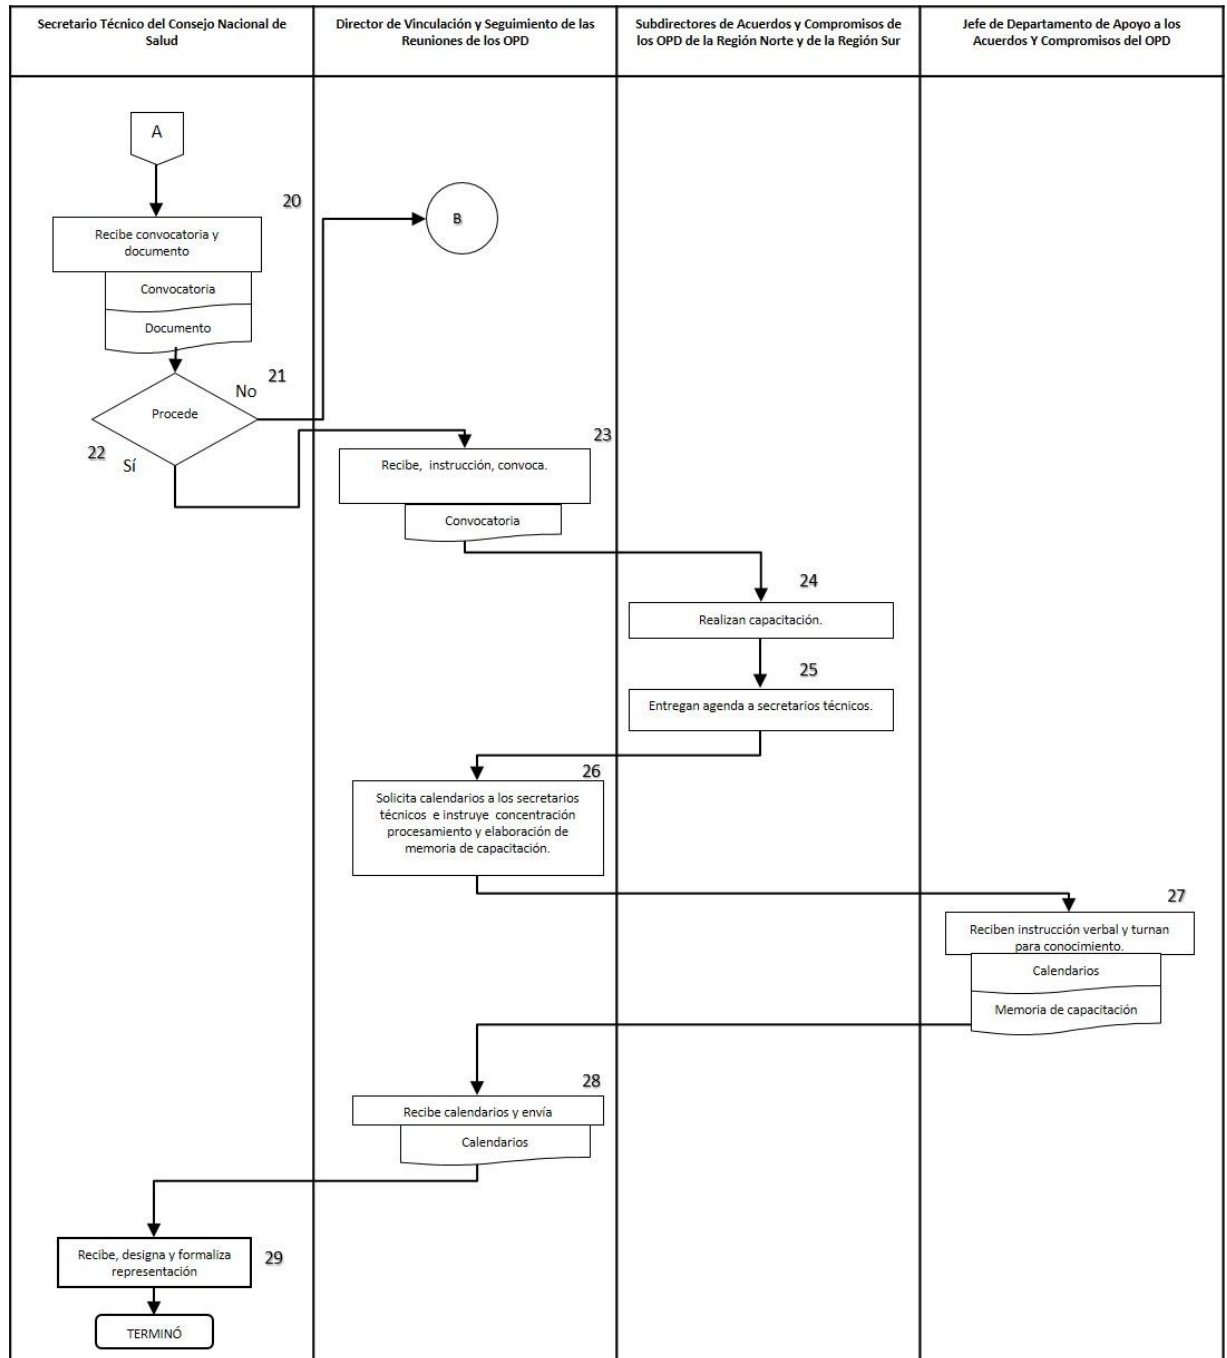 Secretario Técnico del Consejo Nacional de
Salud
Director de Vinculación y Seguimiento de las
Reuniones de los OPD
Subdirectores de Acuerdos y Compromisos de
los OPD de la Región Norte y de la Región Sur
Jefe de Departamento de Apoyo a los
Acuerdos Y Compromisos del OPD
A
20
Recibe convocatoria y
documento
Convocatoria
Documento
B
21
No
Procede
22
Sí
23
Recibe, instrucción, convoca.
Convocatoria
24
Realizan capacitación.
25
Entregan agenda a secretarios técnicos.
26
Solicita calendarios a los secretarios
técnicos e instruye concentración
procesamiento y elaboración de
memoria de capacitación.
27
Reciben instrucción verbal y turnan
para conocimiento.
Calendarios
Memoria de capacitación
28
Recibe calendarios y envía
Calendarios
Recibe, designa y formaliza
representación
29
TERMINÓ